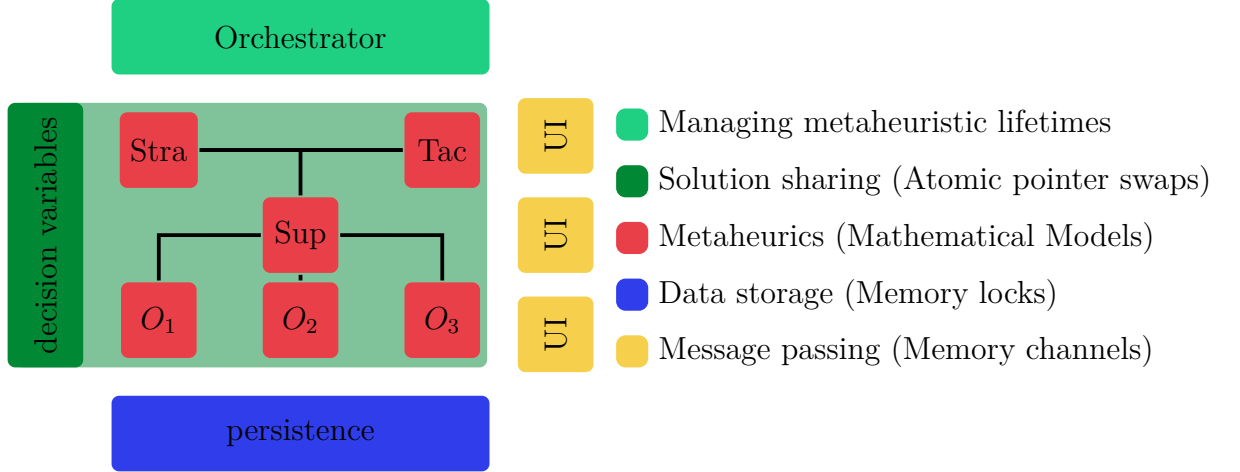 Orchestrator
decision variables
Stra
Tac
Sup
O₁
O₂
O₃
UI
UI
UI
persistence
Managing metaheuristic lifetimes
Solution sharing (Atomic pointer swaps)
Metaheurics (Mathematical Models)
Data storage (Memory locks)
Message passing (Memory channels)